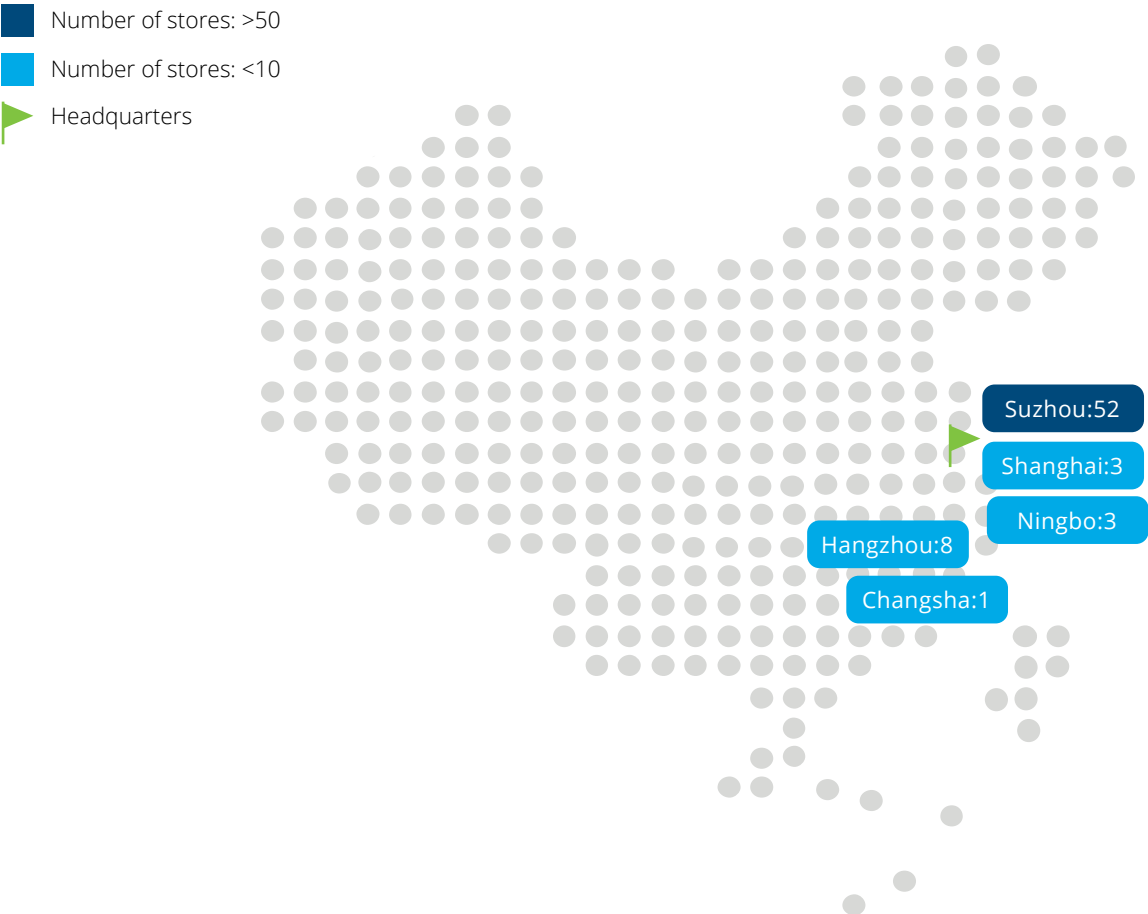 Number of stores: >50
Number of stores: <10
Headquarters
Suzhou:52
Shanghai:3
Ningbo:3
Hangzhou:8
Changsha:1